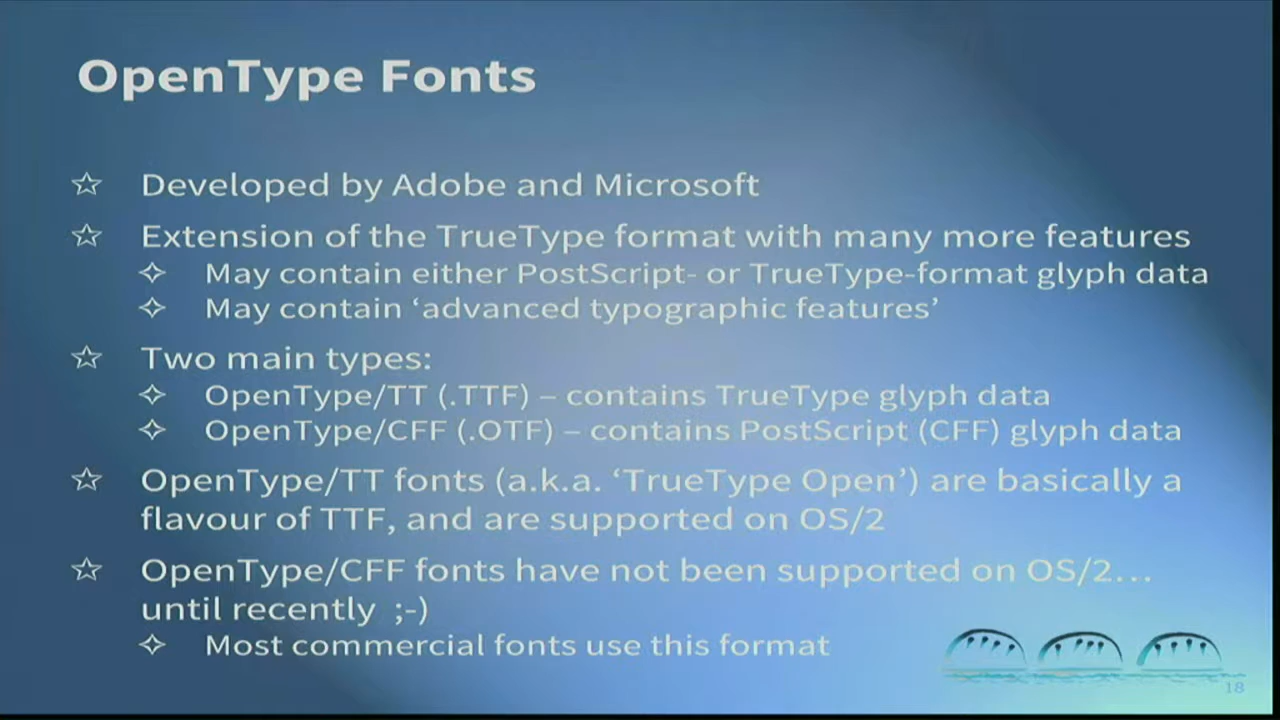 OpenType Fonts
☆ Developed by Adobe and Microsoft
☆ Extension of the TrueType format with many more features
✧ May contain either PostScript- or TrueType-format glyph data
✧ May contain ‘advanced typographic features’
☆ Two main types:
✧ OpenType/TT (.TTF) – contains TrueType glyph data
✧ OpenType/CFF (.OTF) – contains PostScript (CFF) glyph data
☆ OpenType/TT fonts (a.k.a. ‘TrueType Open’) are basically a
flavour of TTF, and are supported on OS/2
☆ OpenType/CFF fonts have not been supported on OS/2…
until recently ;-)
✧ Most commercial fonts use this format
18